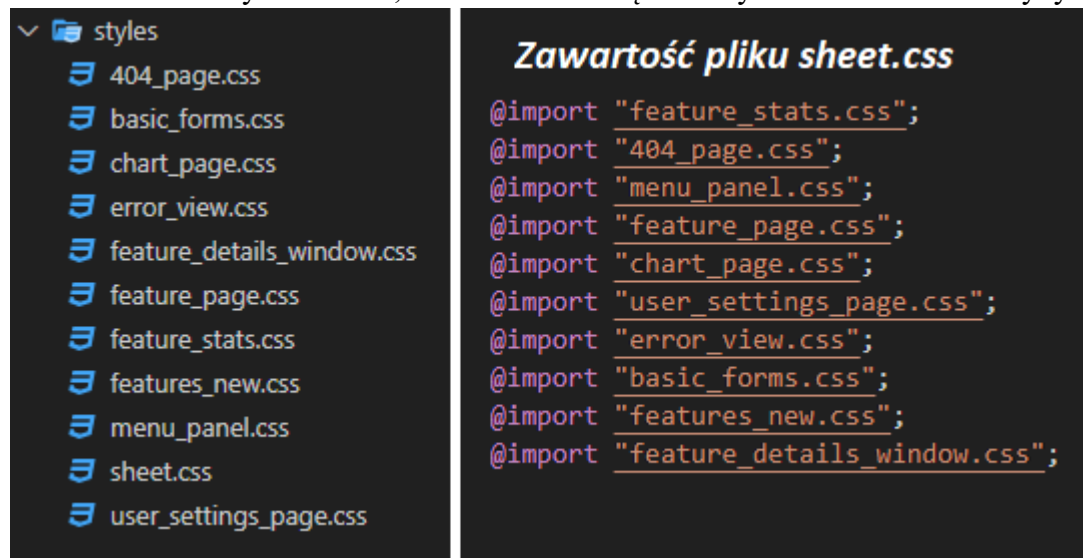 styles
404_page.css
basic_forms.css
chart_page.css
error_view.css
feature_details_window.css
feature_page.css
feature_stats.css
features_new.css
menu_panel.css
sheet.css
user_settings_page.css
Zawartość pliku sheet.css
@import "feature_stats.css";
@import "404_page.css";
@import "menu_panel.css";
@import "feature_page.css";
@import "chart_page.css";
@import "user_settings_page.css";
@import "error_view.css";
@import "basic_forms.css";
@import "features_new.css";
@import "feature_details_window.css";